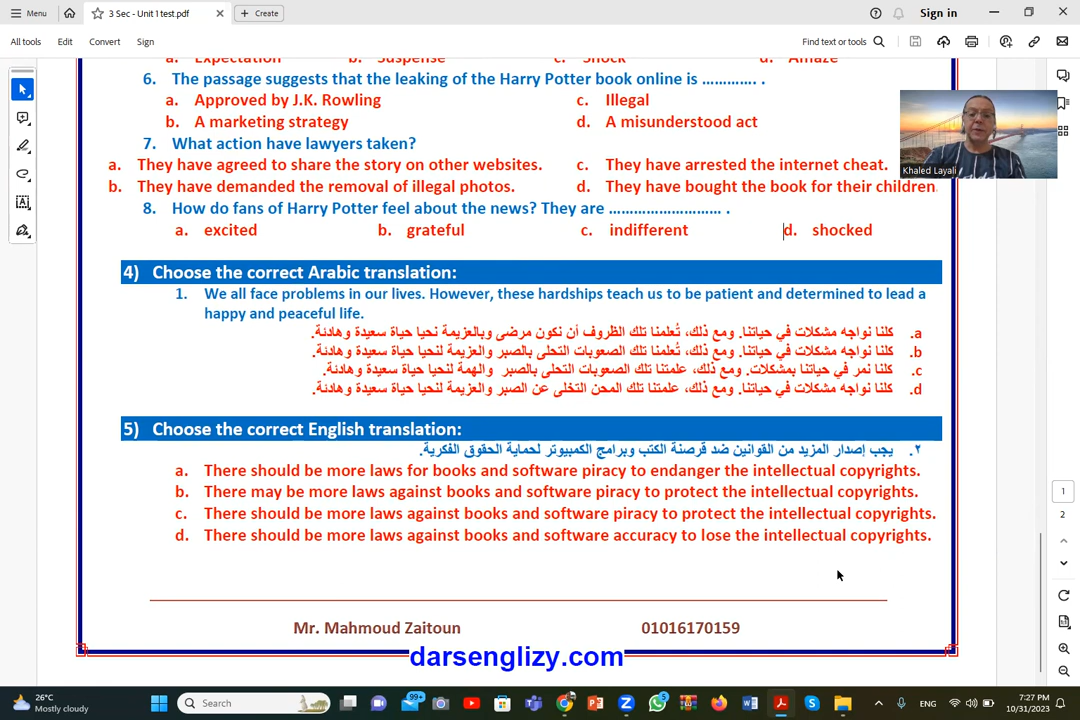 Menu
3 Sec - Unit 1 test.pdf
Create
Sign in
All tools
Edit
Convert
Sign
Find text or tools
a. Expectation b. Suspense c. Shock d. Amaze
6. The passage suggests that the leaking of the Harry Potter book online is …………. .
a. Approved by J.K. Rowling c. Illegal
b. A marketing strategy d. A misunderstood act
7. What action have lawyers taken?
a. They have agreed to share the story on other websites. c. They have arrested the internet cheat.
b. They have demanded the removal of illegal photos. d. They have bought the book for their children
8. How do fans of Harry Potter feel about the news? They are ……………………… .
a. excited b. grateful c. indifferent d. shocked
4) Choose the correct Arabic translation:
1. We all face problems in our lives. However, these hardships teach us to be patient and determined to lead a
happy and peaceful life.
a. كلنا نواجه مشكلات في حياتنا. ومع ذلك، تُعلمنا تلك الظروف أن نكون مرضى وبالعزيمة نحيا حياة سعيدة وهادئة.
b. كلنا نواجه مشكلات في حياتنا. ومع ذلك، تُعلمنا تلك الصعوبات التحلى بالصبر والعزيمة لنحيا حياة سعيدة وهادئة.
c. كلنا نمر في حياتنا بمشكلات. ومع ذلك، علمتنا تلك الصعوبات التحلى بالصبر والهمة لنحيا حياة سعيدة وهادئة.
d. كلنا نواجه مشكلات في حياتنا. ومع ذلك، علمتنا تلك المحن التخلى عن الصبر والعزيمة لنحيا حياة سعيدة وهادئة.
5) Choose the correct English translation:
٢. يجب إصدار المزيد من القوانين ضد قرصنة الكتب وبرامج الكمبيوتر لحماية الحقوق الفكرية.
a. There should be more laws for books and software piracy to endanger the intellectual copyrights.
b. There may be more laws against books and software piracy to protect the intellectual copyrights.
c. There should be more laws against books and software piracy to protect the intellectual copyrights.
d. There should be more laws against books and software accuracy to lose the intellectual copyrights.
Mr. Mahmoud Zaitoun 01016170159
darsenglizy.com
Khaled Layali
1
2
26°C
Mostly cloudy
Search
99+
5
ENG
7:27 PM
10/31/2023